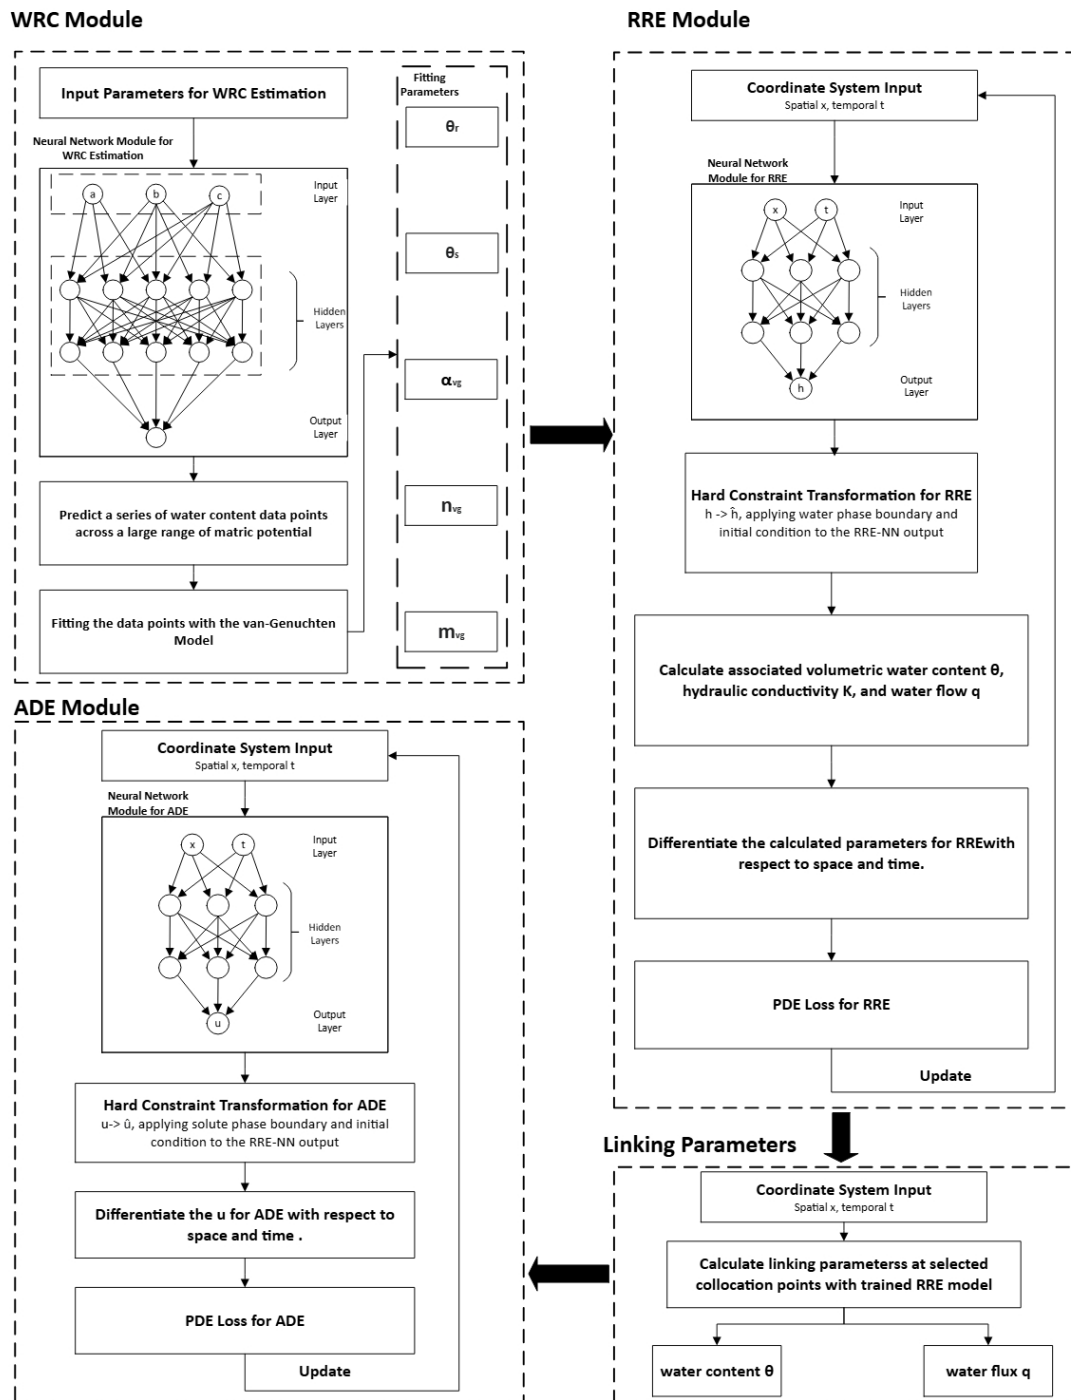 WRC Module
Input Parameters for WRC Estimation
Neural Network Module for
WRC Estimation
a
b
c
Input
Layer
Hidden
Layers
Output
Layer
Predict a series of water content data points
across a large range of matric potential
Fitting the data points with the van-Genuchten
Model
Fitting
Parameters
θr
θs
αvg
nvg
mvg
RRE Module
Coordinate System Input
Spatial x, temporal t
Neural Network
Module for RRE
x
t
Input
Layer
Hidden
Layers
Output
Layer
h
Hard Constraint Transformation for RRE
h -> ĥ, applying water phase boundary and
initial condition to the RRE-NN output
Calculate associated volumetric water content θ,
hydraulic conductivity K, and water flow q
Differentiate the calculated parameters for RREwith
respect to space and time.
PDE Loss for RRE
Update
Linking Parameters
Coordinate System Input
Spatial x, temporal t
Calculate linking parameterss at selected
collocation points with trained RRE model
water content θ
water flux q
ADE Module
Coordinate System Input
Spatial x, temporal t
Neural Network
Module for ADE
x
t
Input
Layer
Hidden
Layers
Output
Layer
u
Hard Constraint Transformation for ADE
u-> û, applying solute phase boundary and initial
condition to the RRE-NN output
Differentiate the u for ADE with respect to
space and time .
PDE Loss for ADE
Update